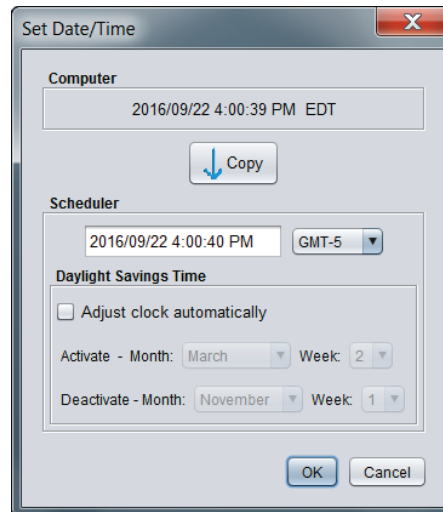 Set Date/Time
Computer
2016/09/22 4:00:39 PM EDT
Copy
Scheduler
2016/09/22 4:00:40 PM GMT-5
Daylight Savings Time
Adjust clock automatically
Activate - Month: March Week: 2
Deactivate - Month: November Week: 1
OK Cancel